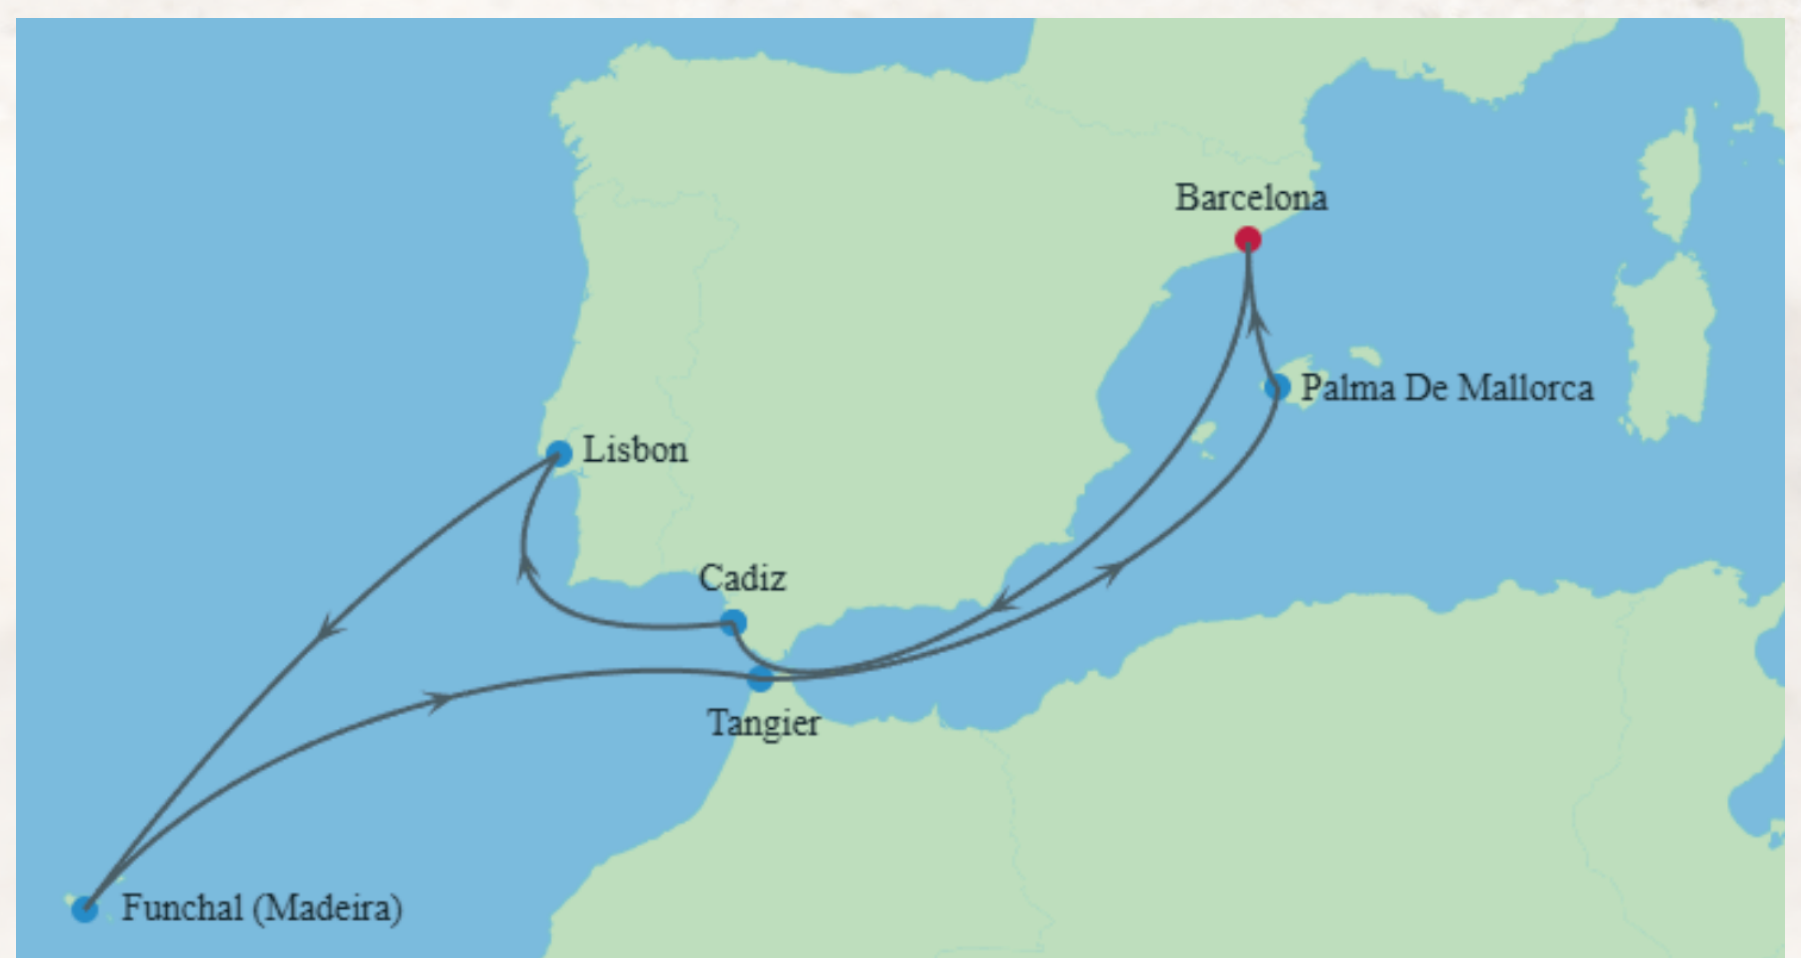 Barcelona
Palma De Mallorca
Lisbon
Cadiz
Tangier
Funchal (Madeira)